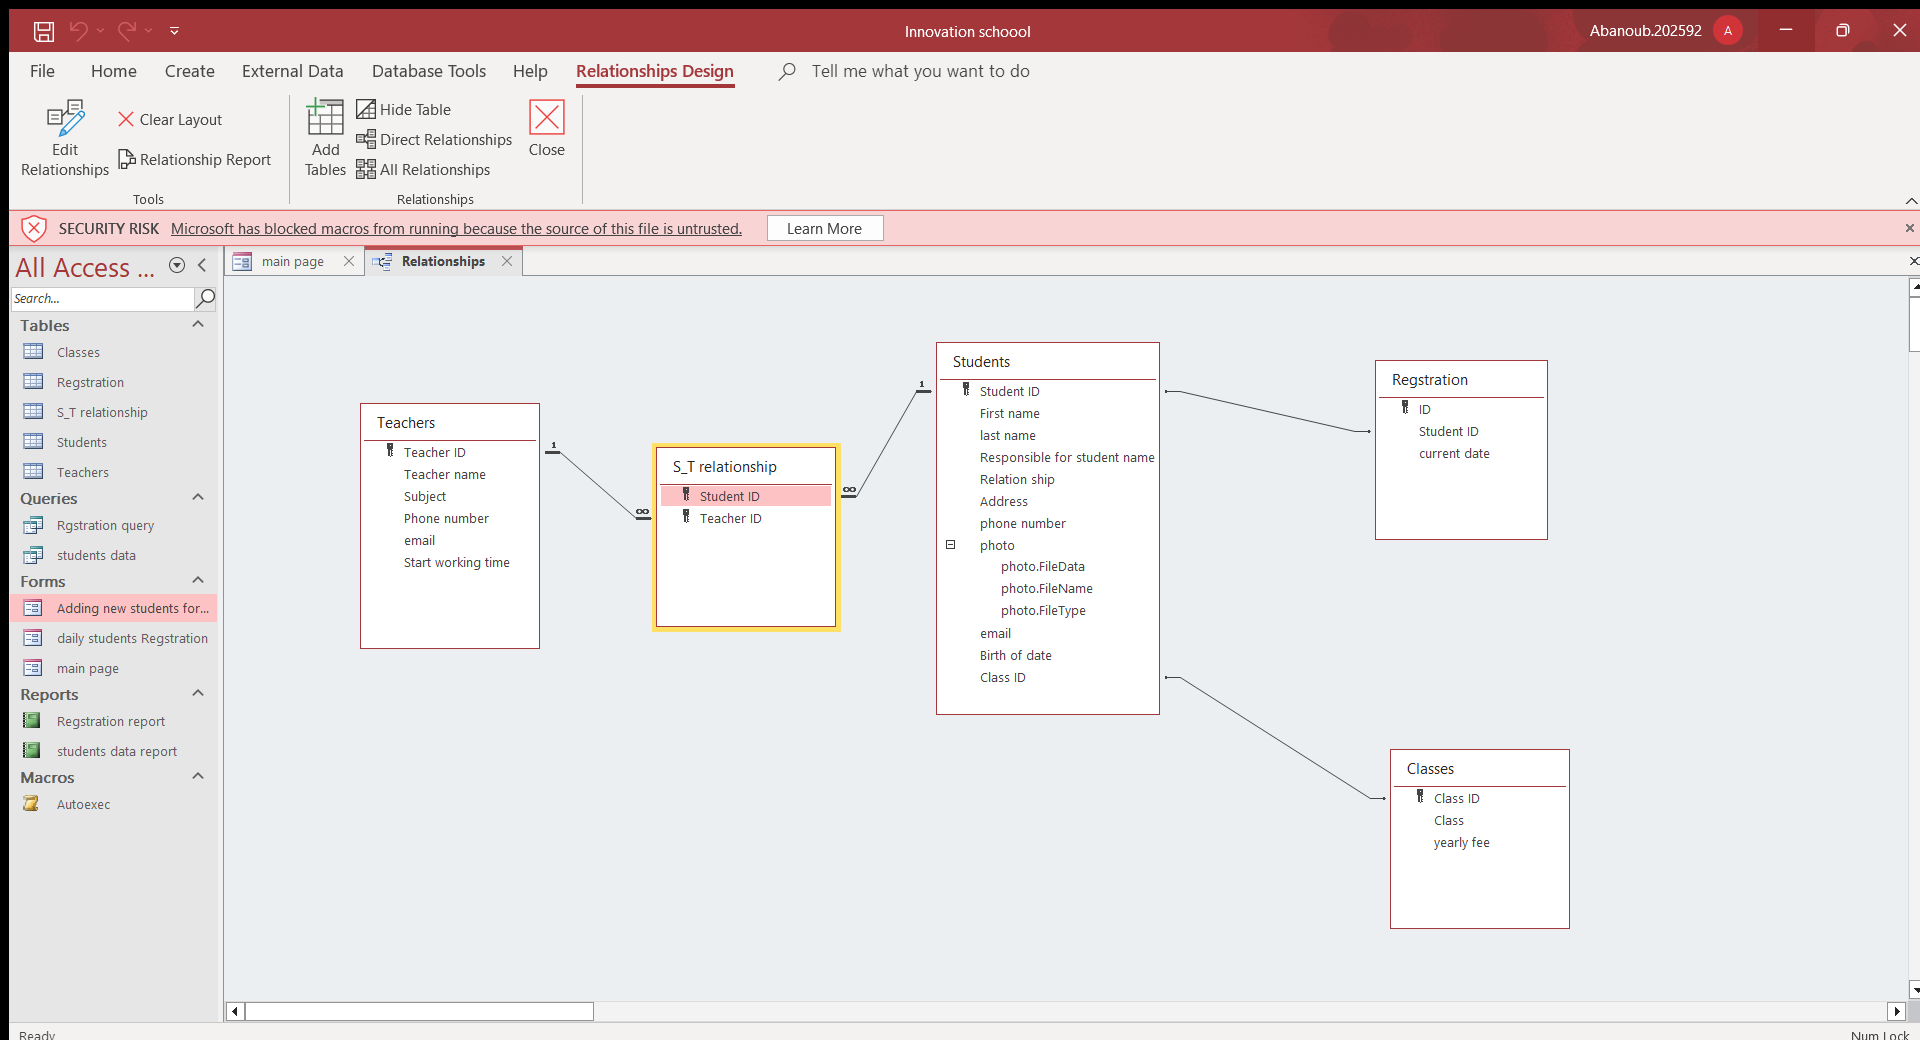 Innovation schoool
Abanoub.202592
A
File Home Create External Data Database Tools Help Relationships Design Tell me what you want to do
Edit Relationships
Clear Layout
Relationship Report
Tools
Add Tables
Hide Table
Direct Relationships
All Relationships
Close
Relationships
SECURITY RISK Microsoft has blocked macros from running because the source of this file is untrusted. Learn More
All Access ...
Search...
Tables
Classes
Regstration
S_T relationship
Students
Teachers
Queries
Rgstration query
students data
Forms
Adding new students for...
daily students Regstration
main page
Reports
Regstration report
students data report
Macros
Autoexec
main page
Relationships
Teachers
Teacher ID
Teacher name
Subject
Phone number
email
Start working time
1
∞
S_T relationship
Student ID
Teacher ID
∞
1
Students
Student ID
First name
last name
Responsible for student name
Relation ship
Address
phone number
photo
photo.FileData
photo.FileName
photo.FileType
email
Birth of date
Class ID
Regstration
ID
Student ID
current date
Classes
Class ID
Class
yearly fee
Ready
Num Lock